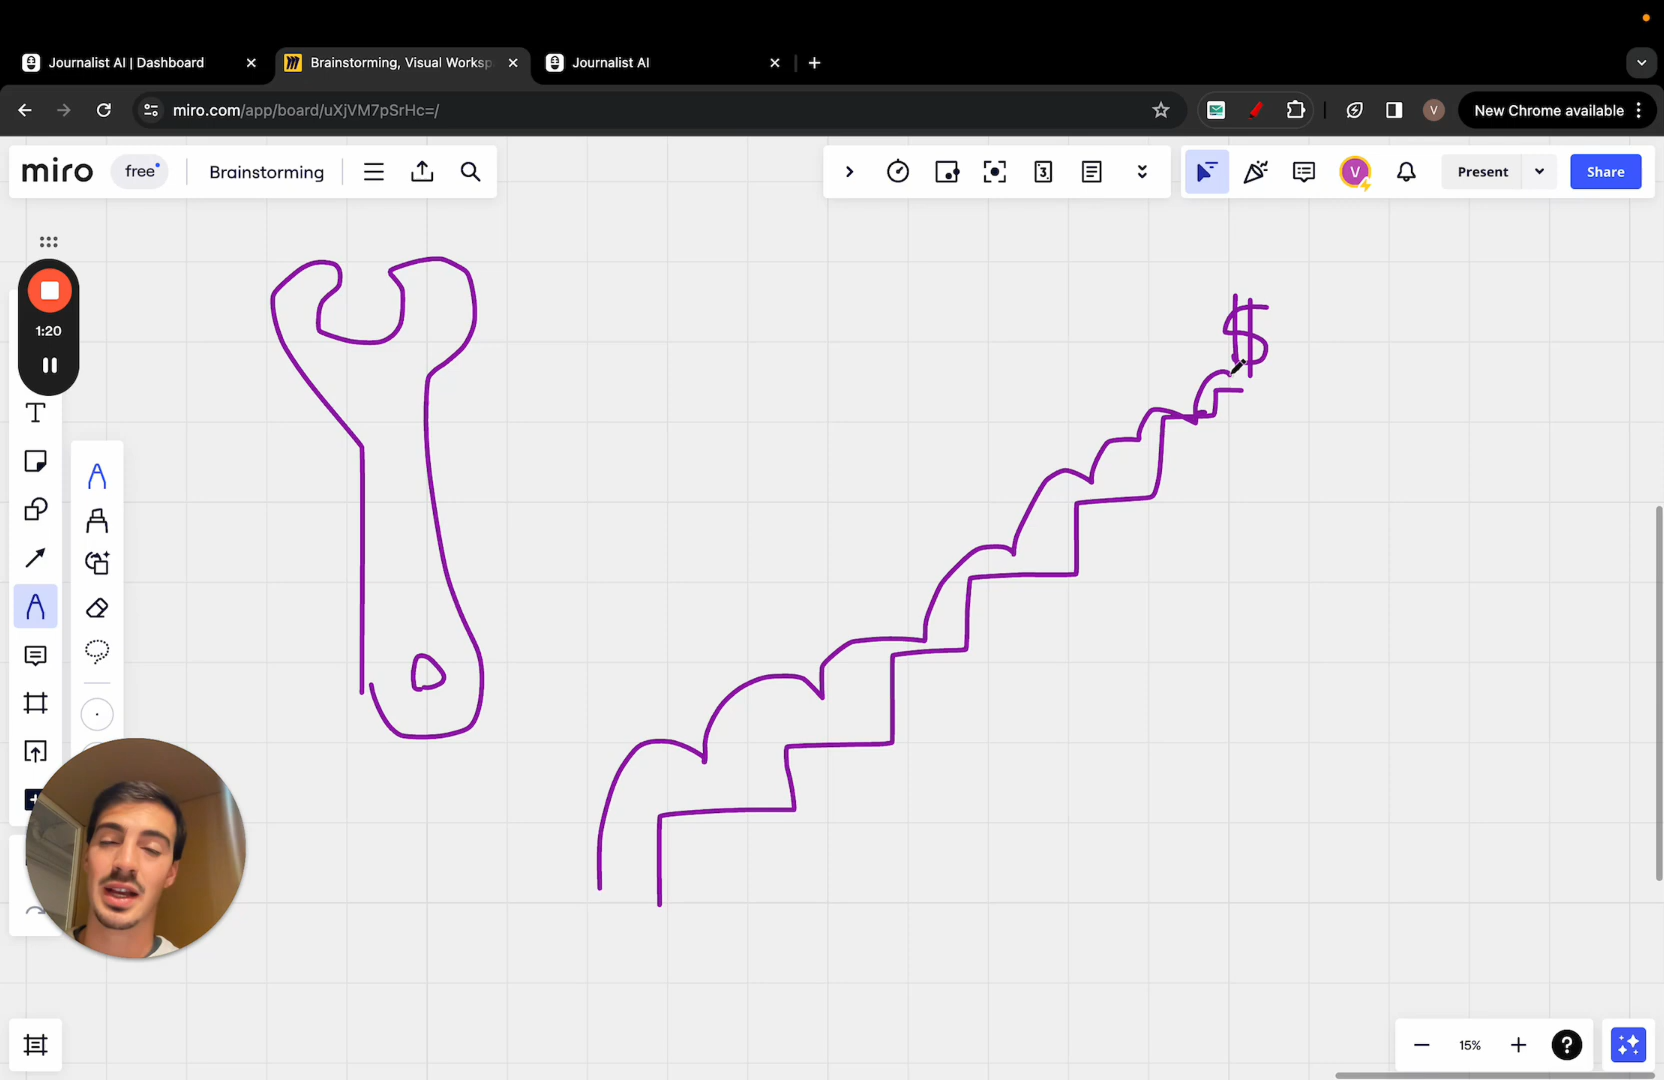 Journalist AI | Dashboard
Brainstorming, Visual Worksp
Journalist AI
miro.com/app/board/uXjVM7pSrHc=/
V
New Chrome available
miro
free
Brainstorming
3
V
Present
Share
1:20
T
$
15%
?